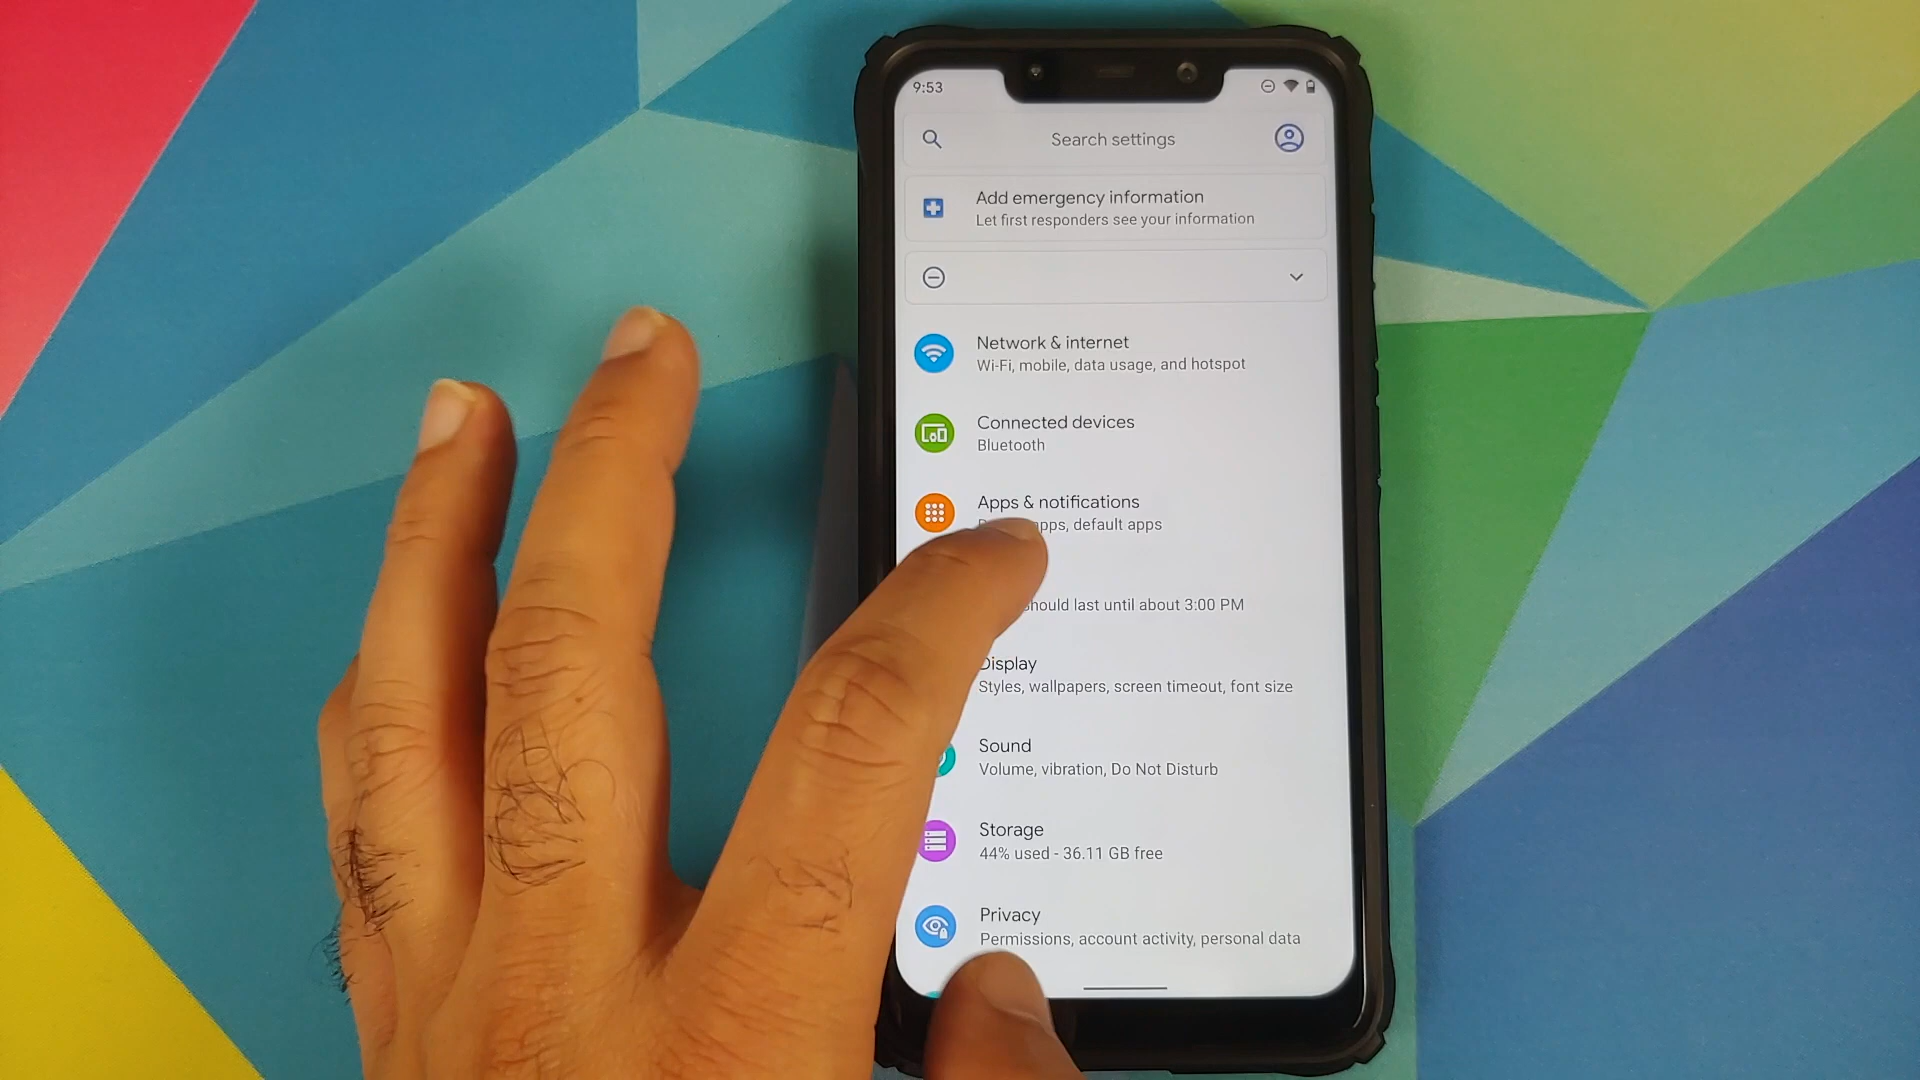 9:53
Search settings
Add emergency information
Let first responders see your information
Network & internet
Wi-Fi, mobile, data usage, and hotspot
Connected devices
Bluetooth
Apps & notifications
apps, default apps
should last until about 3:00 PM
Display
Styles, wallpapers, screen timeout, font size
Sound
Volume, vibration, Do Not Disturb
Storage
44% used - 36.11 GB free
Privacy
Permissions, account activity, personal data